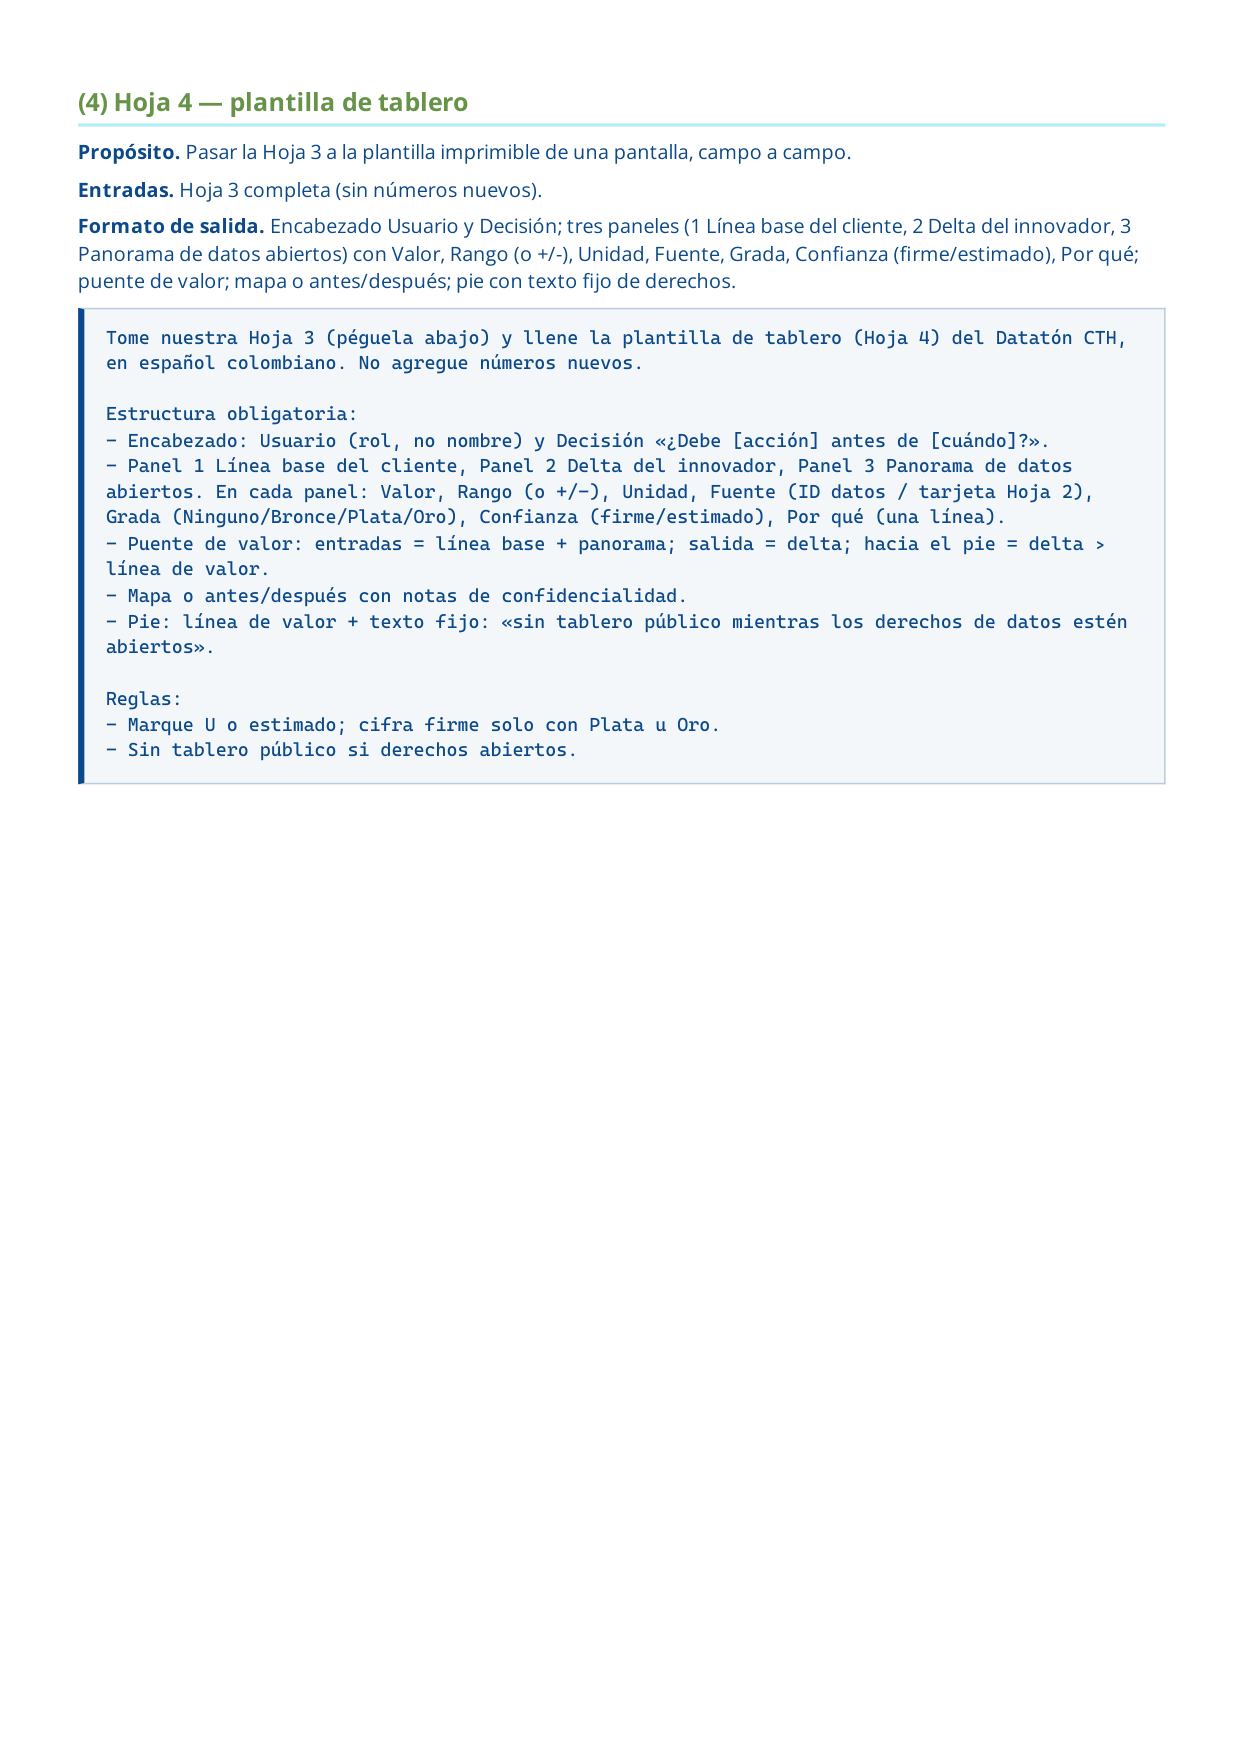 (4) Hoja 4 — plantilla de tablero
Propósito. Pasar la Hoja 3 a la plantilla imprimible de una pantalla, campo a campo.
Entradas. Hoja 3 completa (sin números nuevos).
Formato de salida. Encabezado Usuario y Decisión; tres paneles (1 Línea base del cliente, 2 Delta del innovador, 3
Panorama de datos abiertos) con Valor, Rango (o +/-), Unidad, Fuente, Grada, Confianza (firme/estimado), Por qué;
puente de valor; mapa o antes/después; pie con texto fijo de derechos.
Tome nuestra Hoja 3 (péguela abajo) y llene la plantilla de tablero (Hoja 4) del Datatón CTH,
en español colombiano. No agregue números nuevos.
Estructura obligatoria:
− Encabezado: Usuario (rol, no nombre) y Decisión «¿Debe [acción] antes de [cuándo]?».
− Panel 1 Línea base del cliente, Panel 2 Delta del innovador, Panel 3 Panorama de datos
abiertos. En cada panel: Valor, Rango (o +/−), Unidad, Fuente (ID datos / tarjeta Hoja 2),
Grada (Ninguno/Bronce/Plata/Oro), Confianza (firme/estimado), Por qué (una línea).
− Puente de valor: entradas = línea base + panorama; salida = delta; hacia el pie = delta >
línea de valor.
− Mapa o antes/después con notas de confidencialidad.
− Pie: línea de valor + texto fijo: «sin tablero público mientras los derechos de datos estén
abiertos».
Reglas:
− Marque U o estimado; cifra firme solo con Plata u Oro.
− Sin tablero público si derechos abiertos.